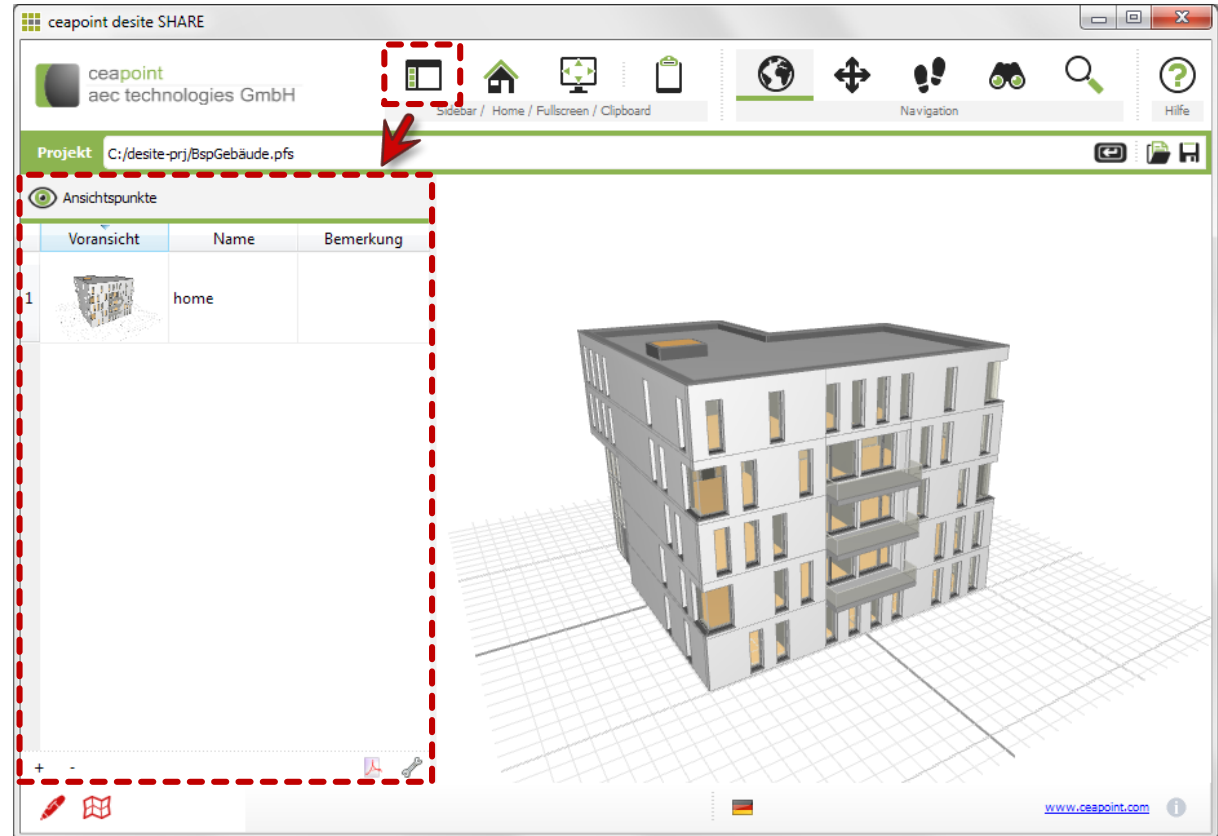 ceapoint desite SHARE
ceapoint
aec technologies GmbH
Sidebar / Home / Fullscreen / Clipboard
Navigation
Hilfe
Projekt C:/desite-prj/BspGebäude.pfs
Ansichtspunkte
Voransicht Name Bemerkung
1 home
+ -
www.ceapoint.com